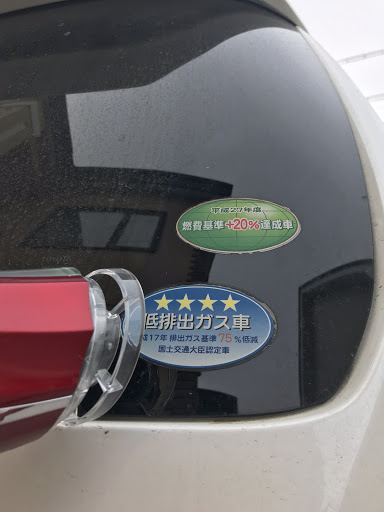 平成27年度
燃費基準+20%達成車
★★★★
低排出ガス車
成17年 排出ガス基準 75%低減
国土交通大臣認定車